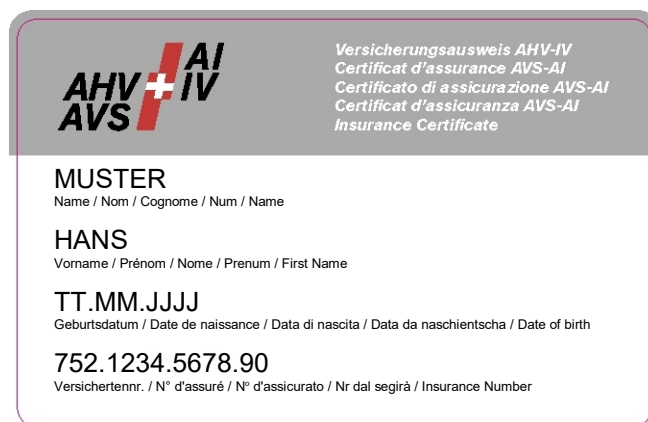 AHV AI
AVS IV
Versicherungsausweis AHV-IV
Certificat d'assurance AVS-AI
Certificato di assicurazione AVS-AI
Certificat d'assicuranza AVS-AI
Insurance Certificate
MUSTER
Name / Nom / Cognome / Num / Name
HANS
Vorname / Prénom / Nome / Prenum / First Name
TT.MM.JJJJ
Geburtsdatum / Date de naissance / Data di nascita / Data da naschientscha / Date of birth
752.1234.5678.90
Versichertennr. / N° d'assuré / Nº d'assicurato / Nr dal segirà / Insurance Number